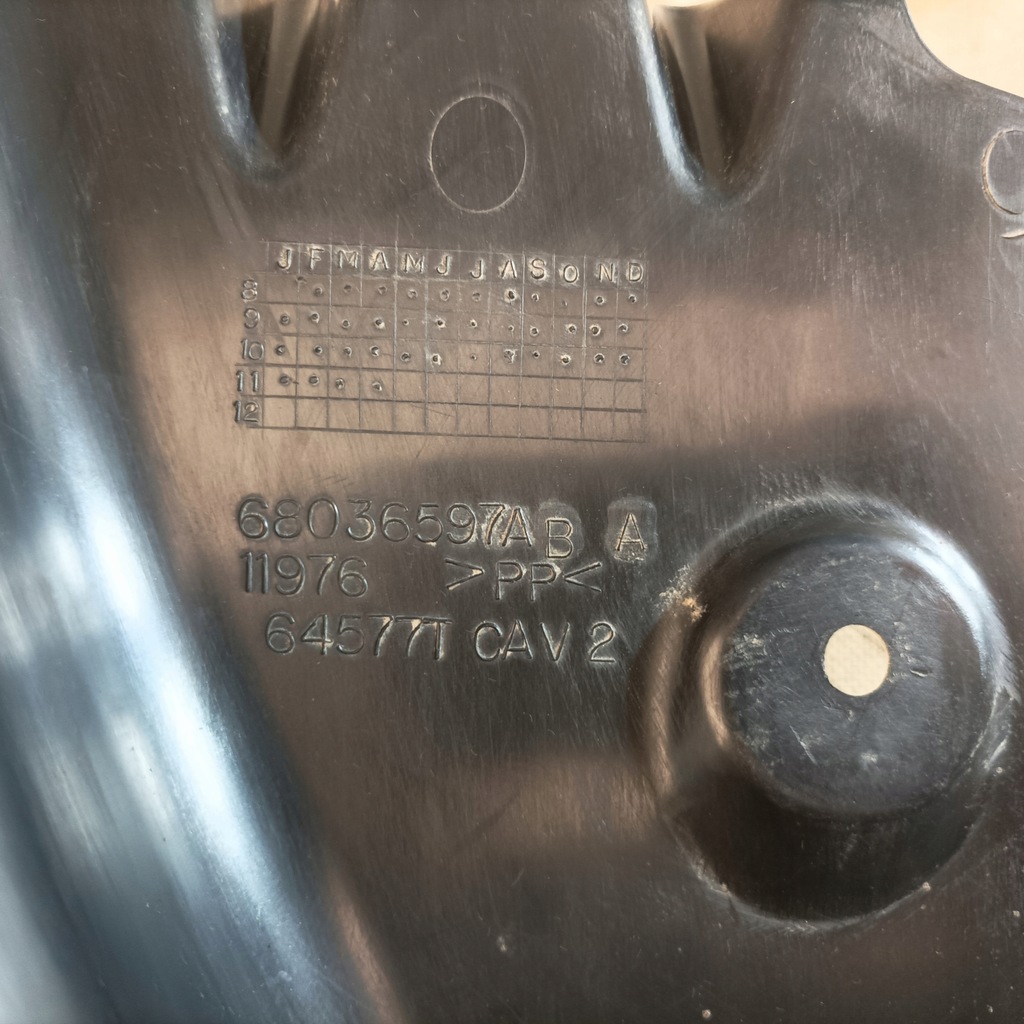 J F M A M J J A S O N D
8
9
10
11
12
68036597AB A
11976 >PP<
64577T CAV 2